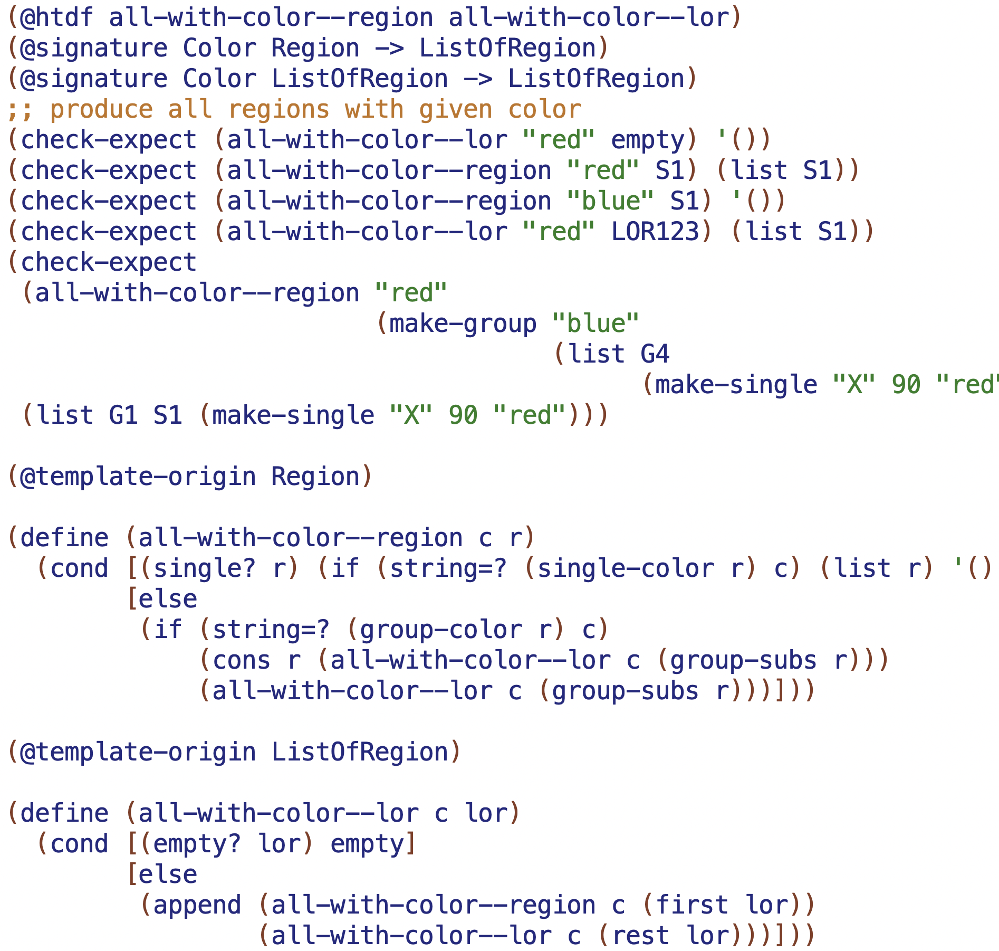 (@htdf all-with-color--region all-with-color--lor)
(@signature Color Region -> ListOfRegion)
(@signature Color ListOfRegion -> ListOfRegion)
;; produce all regions with given color
(check-expect (all-with-color--lor "red" empty) '())
(check-expect (all-with-color--region "red" S1) (list S1))
(check-expect (all-with-color--region "blue" S1) '())
(check-expect (all-with-color--lor "red" LOR123) (list S1))
(check-expect
 (all-with-color--region "red"
                         (make-group "blue"
                                     (list G4
                                           (make-single "X" 90 "red"
 (list G1 S1 (make-single "X" 90 "red")))

(@template-origin Region)

(define (all-with-color--region c r)
  (cond [(single? r) (if (string=? (single-color r) c) (list r) '()
        [else
         (if (string=? (group-color r) c)
             (cons r (all-with-color--lor c (group-subs r)))
             (all-with-color--lor c (group-subs r)))]))

(@template-origin ListOfRegion)

(define (all-with-color--lor c lor)
  (cond [(empty? lor) empty]
        [else
         (append (all-with-color--region c (first lor))
                 (all-with-color--lor c (rest lor)))]))